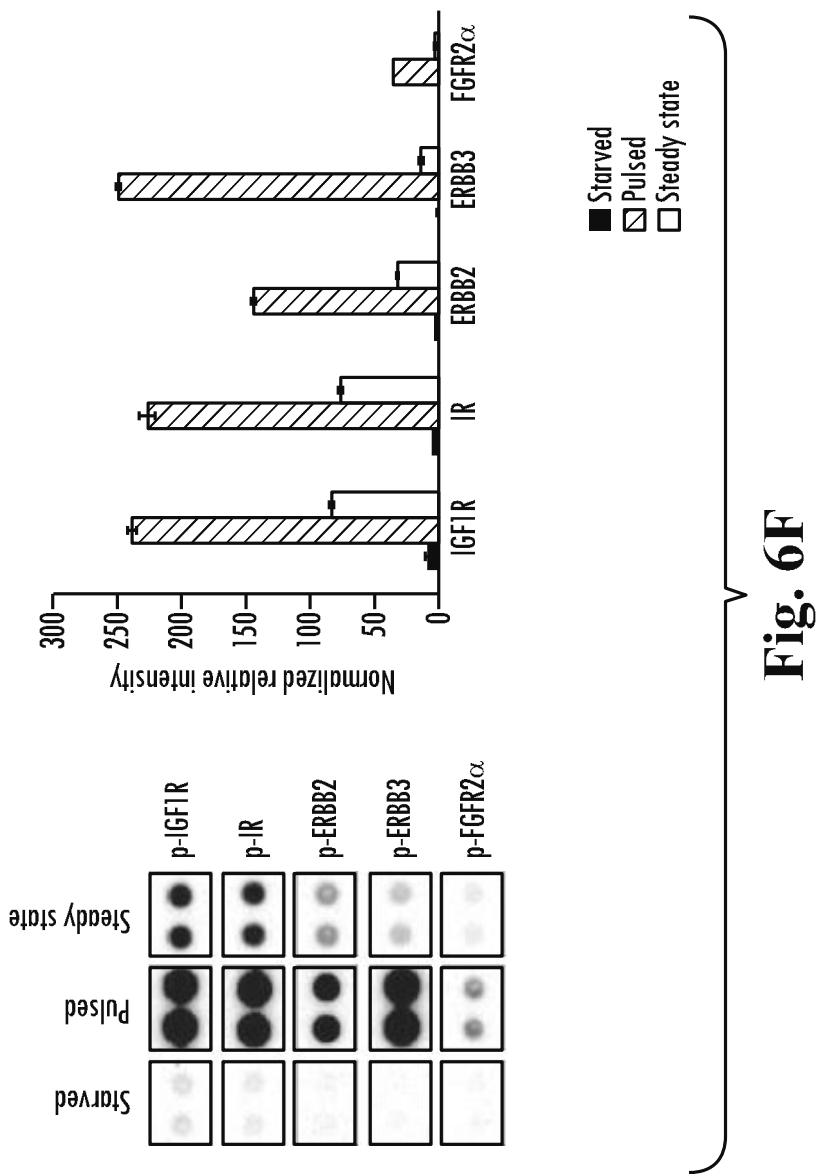 Starved
Pulsed
Steady state
p-IGF1R
p-IR
p-ERBB2
p-ERBB3
p-FGFR2α
Normalized relative intensity
300
250
200
150
100
50
0
IGF1R
IR
ERBB2
ERBB3
FGFR2α
Starved
Pulsed
Steady state
Fig. 6F